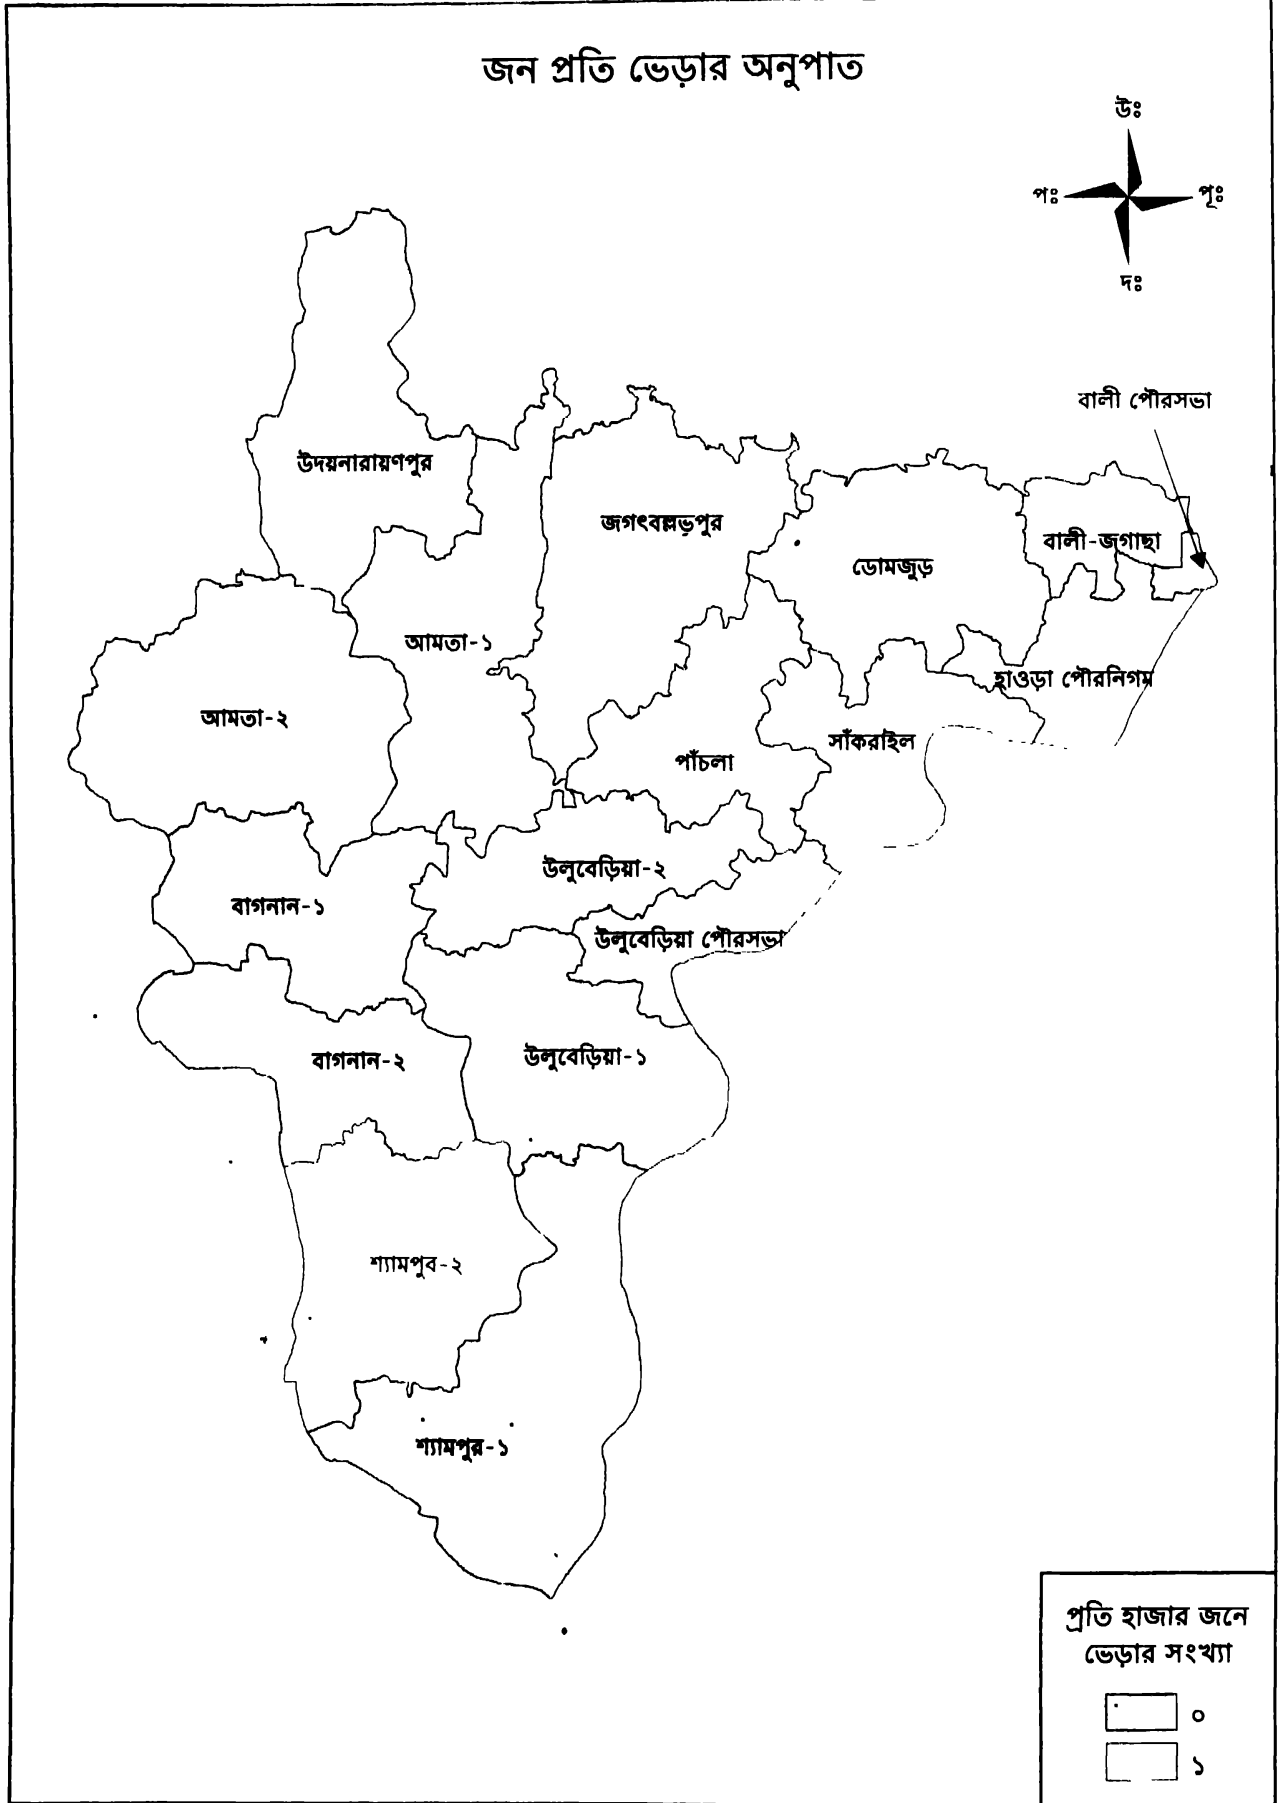 জন প্রতি ভেড়ার অনুপাত
উঃ
পঃ
পূঃ
দঃ
বালী পৌরসভা
উদয়নারায়ণপুর
জগৎবল্লভপুর
বালী-জগাছা
ডোমজুড়
আমতা-১
হাওড়া পৌরনিগম
আমতা-২
সাঁকরাইল
পাঁচলা
উলুবেড়িয়া-২
বাগনান-১
উলুবেড়িয়া পৌরসভা
বাগনান-২
উলুবেড়িয়া-১
শ্যামপুব-২
শ্যামপুর-১
প্রতি হাজার জনে
ভেড়ার সংখ্যা
০
১